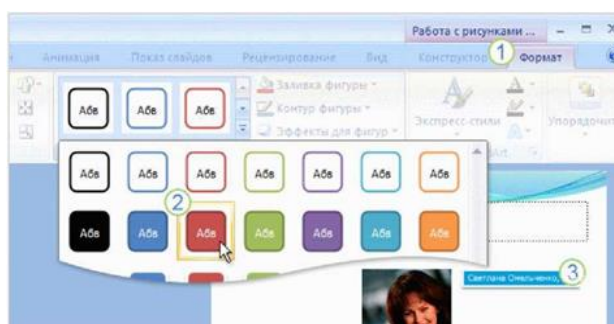 Работа с рисунками ...
Анимация Показ слайдов Рецензирование Вид Конструктор 1 Формат
Абв Абв Абв
Заливка фигуры
Контур фигуры
Эффекты для фигур
Экспресс-стили
Упорядочить
Абв Абв Абв Абв Абв Абв Абв
2
Абв Абв Абв Абв Абв Абв Абв
Светлана Омельченко, 3